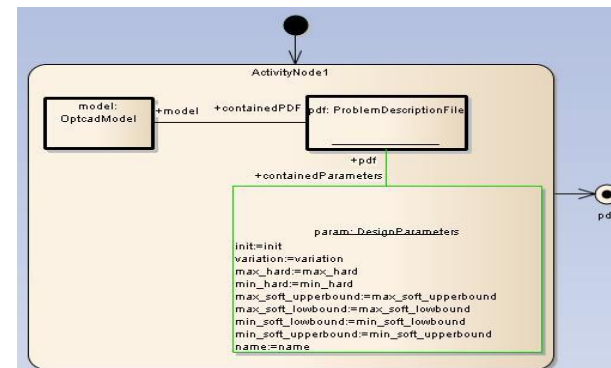 ActivityNode1
model:
OptcadModel
+model
+containedPDF
pdf: ProblemDescriptionFile
+pdf
+containedParameters
param: DesignParameters
init:=init
variation:=variation
max_hard:=max_hard
min_hard:=min_hard
max_soft_upperbound:=max_soft_upperbound
max_soft_lowbound:=max_soft_lowbound
min_soft_lowbound:=min_soft_lowbound
min_soft_upperbound:=min_soft_upperbound
name:=name